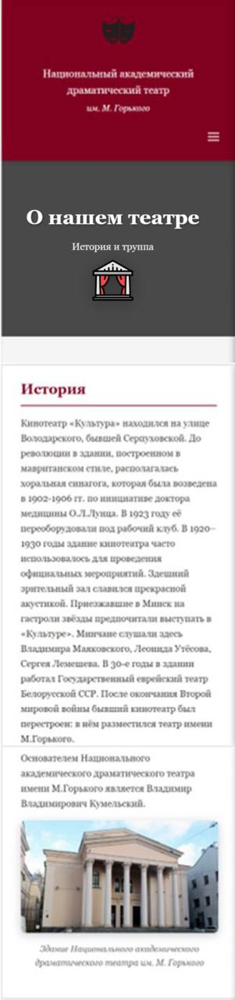 Национальный академический
драматический театр
им. М. Горького
О нашем театре
История и труппа
История
Кинотеатр «Культура» находился на улице
Володарского, бывшей Серпуховской. До
революции в здании, построенном в
мавританском стиле, располагалась
хоральная синагога, которая была возведена
в 1902-1906 гг. по инициативе доктора
медицины О.Л.Лунца. В 1923 году её
переоборудовали под рабочий клуб. В 1920–
1930 годы здание кинотеатра часто
использовалось для проведения
официальных мероприятий. Здешний
зрительный зал славился прекрасной
акустикой. Приезжавшие в Минск на
гастроли звёзды предпочитали выступать в
«Культуре». Минчане слушали здесь
Владимира Маяковского, Леонида Утёсова,
Сергея Лемешева. В 30-е годы в здании
работал Государственный еврейский театр
Белорусской ССР. После окончания Второй
мировой войны бывший кинотеатр был
перестроен: в нём разместился театр имени
М.Горького.
Основателем Национального
академического драматического театра
имени М.Горького является Владимир
Владимирович Кумельский.
Здание Национального академического
драматического театра им. М. Горького